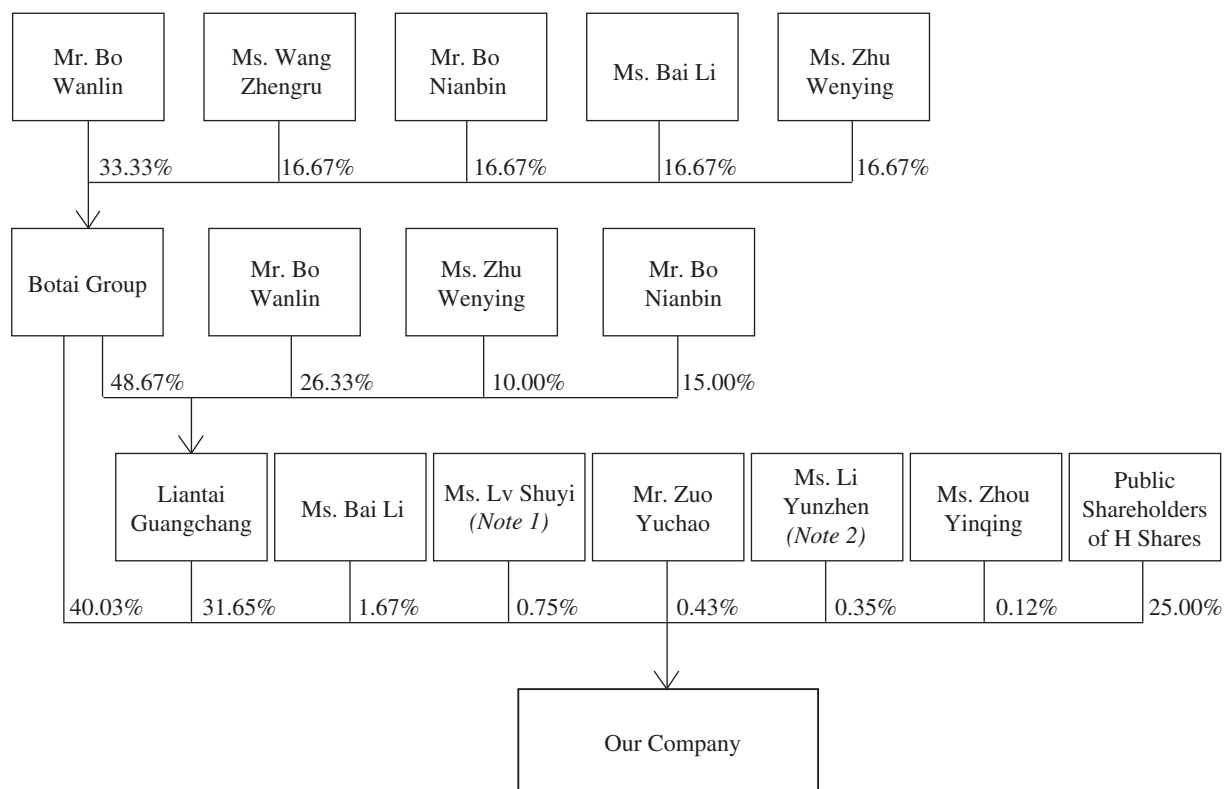 Mr. Bo
Wanlin
Ms. Wang
Zhengru
Mr. Bo
Nianbin
Ms. Bai Li
Ms. Zhu
Wenying
33.33%
16.67%
16.67%
16.67%
16.67%
Botai Group
Mr. Bo
Wanlin
Ms. Zhu
Wenying
Mr. Bo
Nianbin
48.67%
26.33%
10.00%
15.00%
Liantai
Guangchang
Ms. Bai Li
Ms. Lv Shuyi
(Note 1)
Mr. Zuo
Yuchao
Ms. Li
Yunzhen
(Note 2)
Ms. Zhou
Yinqing
Public
Shareholders
of H Shares
40.03%
31.65%
1.67%
0.75%
0.43%
0.35%
0.12%
25.00%
Our Company